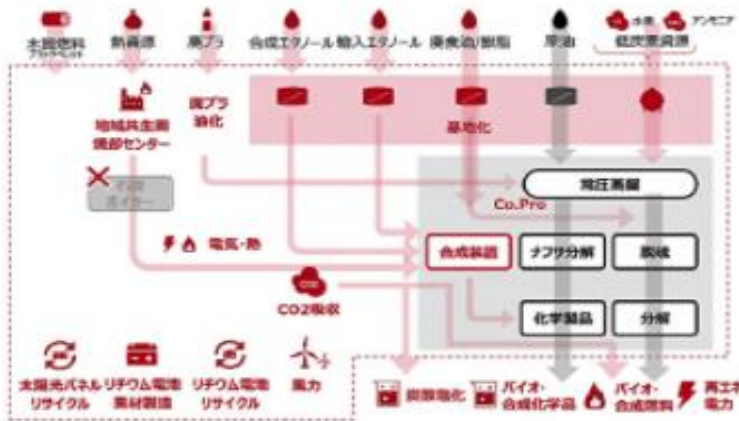 木質燃料
熱資源
廃プラ
合成エタノール
輸入エタノール
廃食油/獣脂
原油
水素
アンモニア
低炭素資源
地域共生型
焼却センター
廃プラ
油化
基地化
常圧蒸留
Co.Pro
電気・熱
合成装置
ナフサ分解
脱硫
CO2
CO2吸収
化学製品
分解
太陽光パネル
リサイクル
リチウム電池
素材製造
リチウム電池
リサイクル
風力
炭酸塩化
バイオ・
合成化学品
バイオ・
合成燃料
再エネ
電力